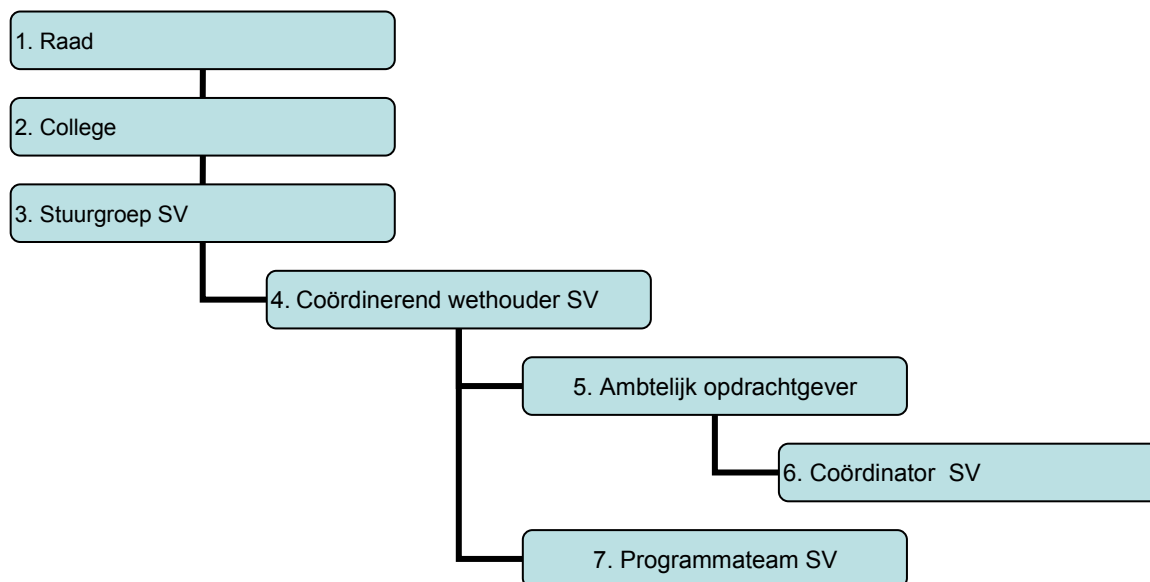 1. Raad
2. College
3. Stuurgroep SV
4. Coördinerend wethouder SV
5. Ambtelijk opdrachtgever
6. Coördinator SV
7. Programmateam SV